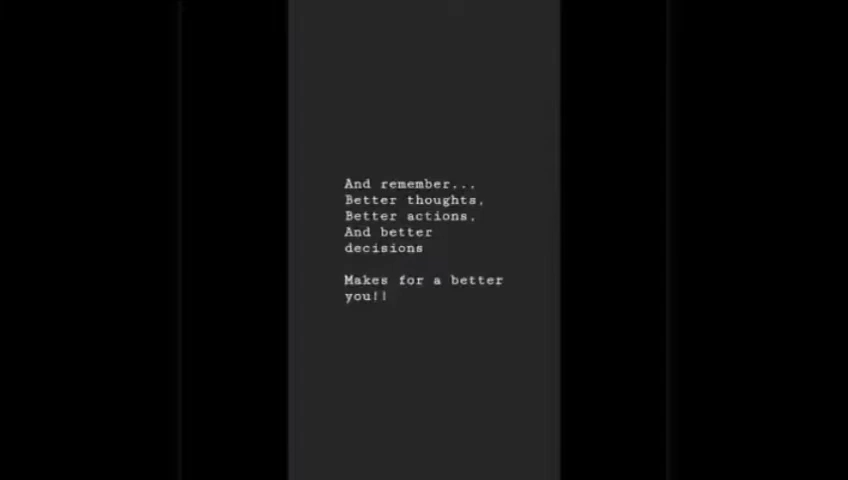 And remember...
Better thoughts,
Better actions,
And better
decisions
Makes for a better
you!!